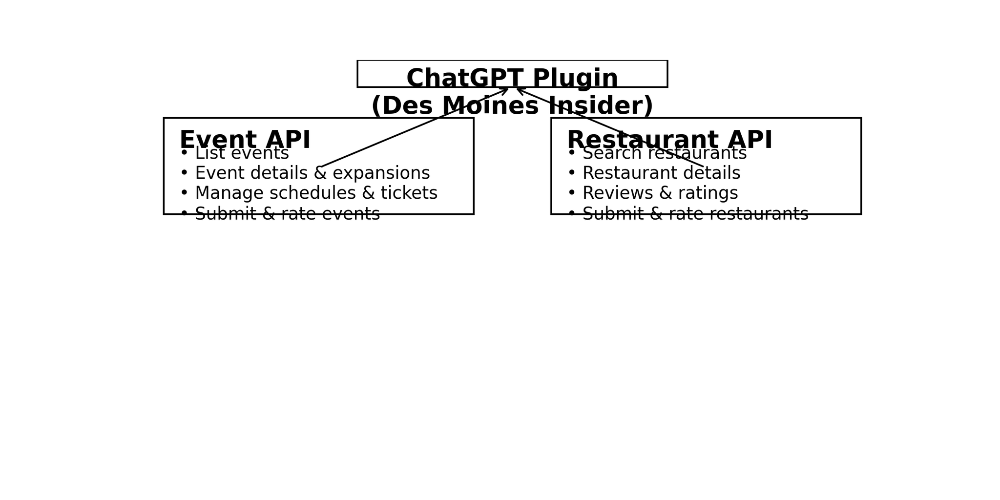 ChatGPT Plugin
(Des Moines Insider)
Event API
• List events
• Event details & expansions
• Manage schedules & tickets
• Submit & rate events
Restaurant API
• Search restaurants
• Restaurant details
• Reviews & ratings
• Submit & rate restaurants